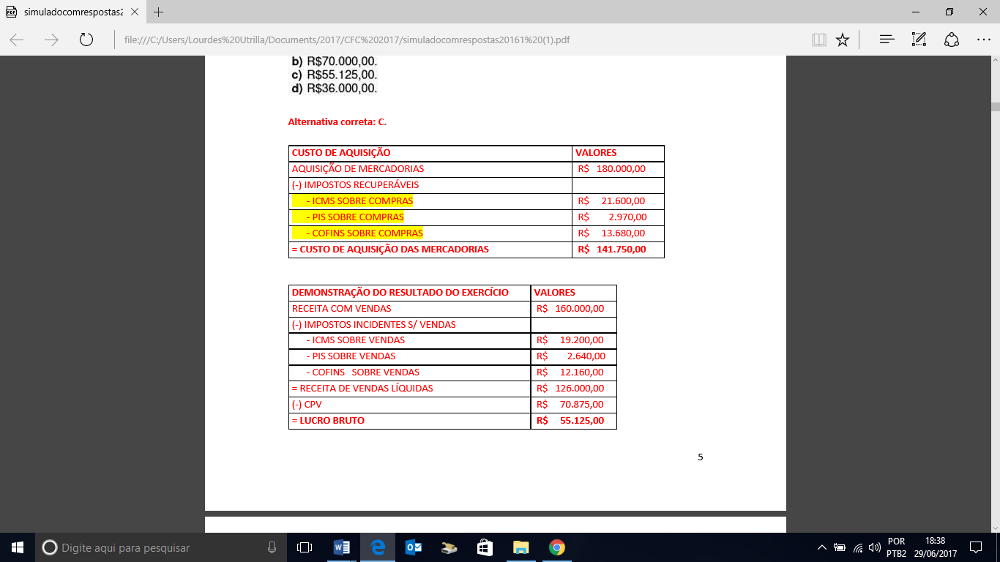 simuladocomrespostas2
file:///C:/Users/Lourdes%20Utrilla/Documents/2017/CFC%202017/simuladocomrespostas20161%20(1).pdf
b) R$70.000,00.
c) R$55.125,00.
d) R$36.000,00.
Alternativa correta: C.
CUSTO DE AQUISIÇÃO VALORES
AQUISIÇÃO DE MERCADORIAS R$ 180.000,00
(-) IMPOSTOS RECUPERÁVEIS
- ICMS SOBRE COMPRAS R$ 21.600,00
- PIS SOBRE COMPRAS R$ 2.970,00
- COFINS SOBRE COMPRAS R$ 13.680,00
= CUSTO DE AQUISIÇÃO DAS MERCADORIAS R$ 141.750,00
DEMONSTRAÇÃO DO RESULTADO DO EXERCÍCIO VALORES
RECEITA COM VENDAS R$ 160.000,00
(-) IMPOSTOS INCIDENTES S/ VENDAS
- ICMS SOBRE VENDAS R$ 19.200,00
- PIS SOBRE VENDAS R$ 2.640,00
- COFINS SOBRE VENDAS R$ 12.160,00
= RECEITA DE VENDAS LÍQUIDAS R$ 126.000,00
(-) CPV R$ 70.875,00
= LUCRO BRUTO R$ 55.125,00
5
Digite aqui para pesquisar
POR 18:38
PTB2 29/06/2017